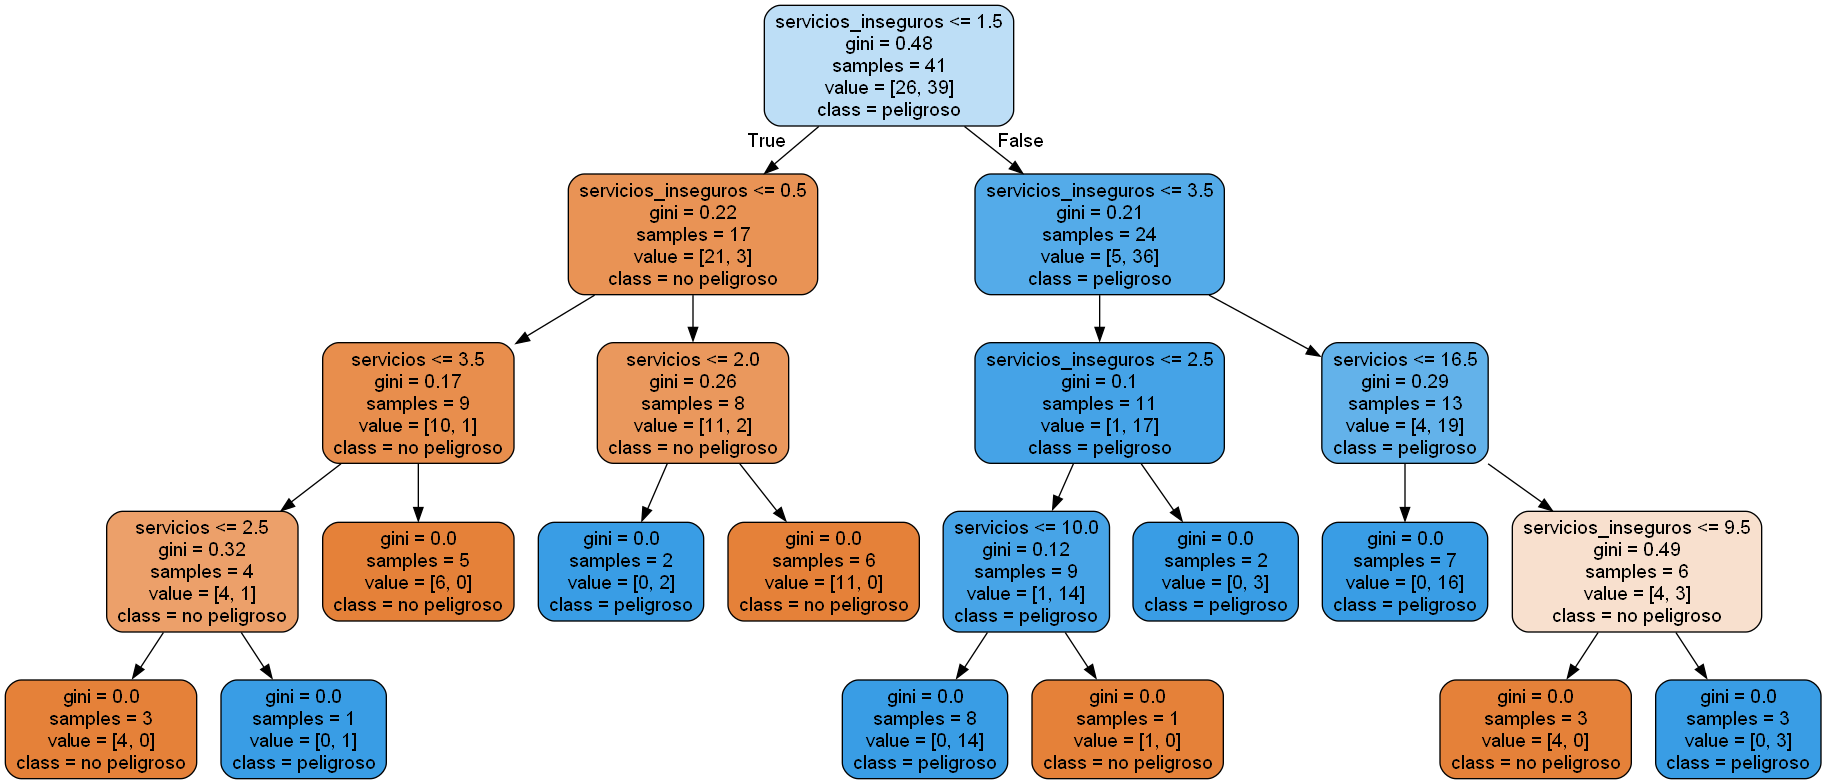 servicios_inseguros <= 1.5
gini = 0.48
samples = 41
value = [26, 39]
class = peligroso
True
False
servicios_inseguros <= 0.5
gini = 0.22
samples = 17
value = [21, 3]
class = no peligroso
servicios_inseguros <= 3.5
gini = 0.21
samples = 24
value = [5, 36]
class = peligroso
servicios <= 3.5
gini = 0.17
samples = 9
value = [10, 1]
class = no peligroso
servicios <= 2.0
gini = 0.26
samples = 8
value = [11, 2]
class = no peligroso
servicios_inseguros <= 2.5
gini = 0.1
samples = 11
value = [1, 17]
class = peligroso
servicios <= 16.5
gini = 0.29
samples = 13
value = [4, 19]
class = peligroso
servicios <= 2.5
gini = 0.32
samples = 4
value = [4, 1]
class = no peligroso
gini = 0.0
samples = 5
value = [6, 0]
class = no peligroso
gini = 0.0
samples = 2
value = [0, 2]
class = peligroso
gini = 0.0
samples = 6
value = [11, 0]
class = no peligroso
servicios <= 10.0
gini = 0.12
samples = 9
value = [1, 14]
class = peligroso
gini = 0.0
samples = 2
value = [0, 3]
class = peligroso
gini = 0.0
samples = 7
value = [0, 16]
class = peligroso
servicios_inseguros <= 9.5
gini = 0.49
samples = 6
value = [4, 3]
class = no peligroso
gini = 0.0
samples = 3
value = [4, 0]
class = no peligroso
gini = 0.0
samples = 1
value = [0, 1]
class = peligroso
gini = 0.0
samples = 8
value = [0, 14]
class = peligroso
gini = 0.0
samples = 1
value = [1, 0]
class = no peligroso
gini = 0.0
samples = 3
value = [4, 0]
class = no peligroso
gini = 0.0
samples = 3
value = [0, 3]
class = peligroso